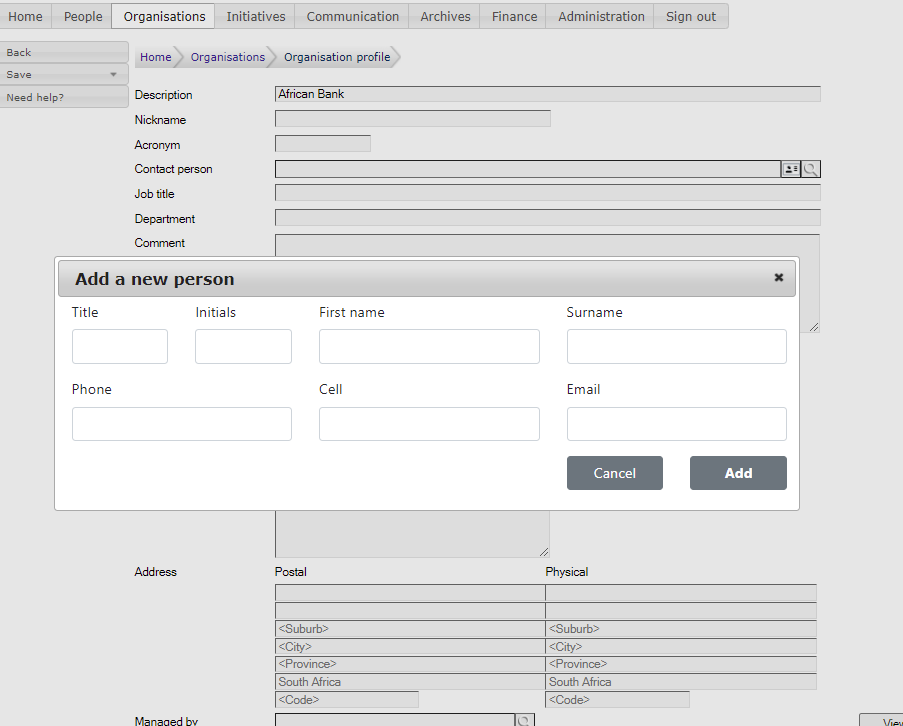 Home People Organisations Initiatives Communication Archives Finance Administration Sign out
Back
Save
Need help?
Home Organisations Organisation profile
Description African Bank
Nickname
Acronym
Contact person
Job title
Department
Comment
Add a new person
Title Initials First name Surname
Phone Cell Email
Cancel Add
Address Postal Physical
<Suburb> <Suburb>
<City> <City>
<Province> <Province>
South Africa South Africa
<Code> <Code>
Managed by